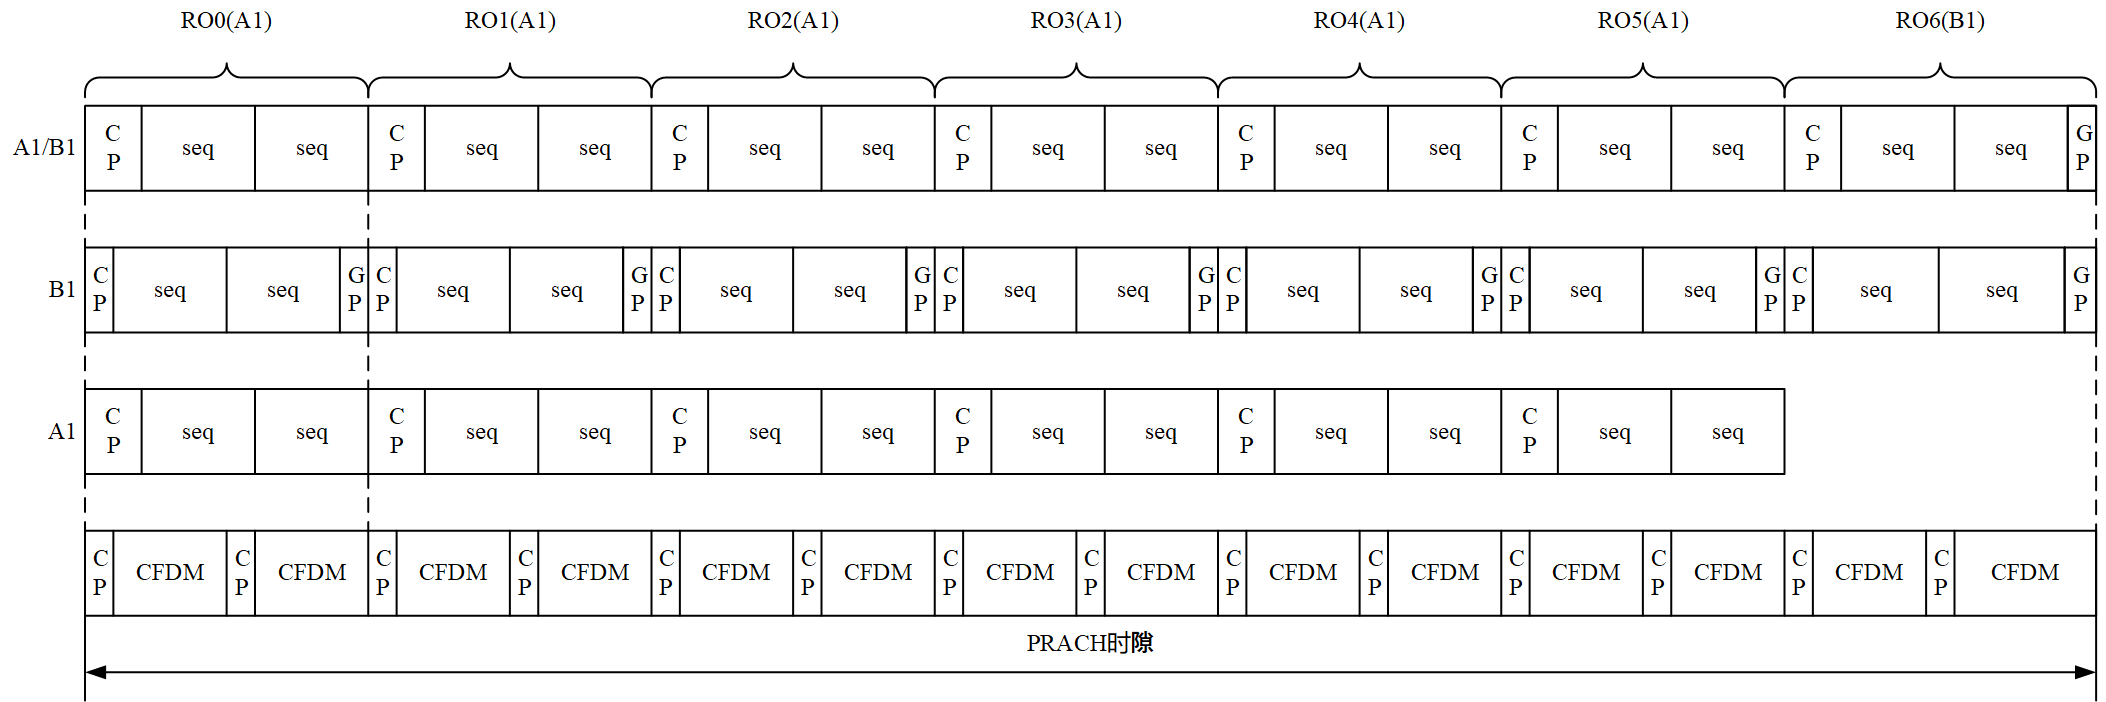 RO0(A1) RO1(A1) RO2(A1) RO3(A1) RO4(A1) RO5(A1) RO6(B1)
A1/B1 CP seq seq CP seq seq CP seq seq CP seq seq CP seq seq CP seq seq CP seq seq GP
B1 CP seq seq GP CP seq seq GP CP seq seq GP CP seq seq GP CP seq seq GP CP seq seq GP CP seq seq GP
A1 CP seq seq CP seq seq CP seq seq CP seq seq CP seq seq CP seq seq
CP CFDM CP CFDM CP CFDM CP CFDM CP CFDM CP CFDM CP CFDM CP CFDM CP CFDM CP CFDM CP CFDM CP CFDM CP CFDM CP CFDM
PRACH时隙